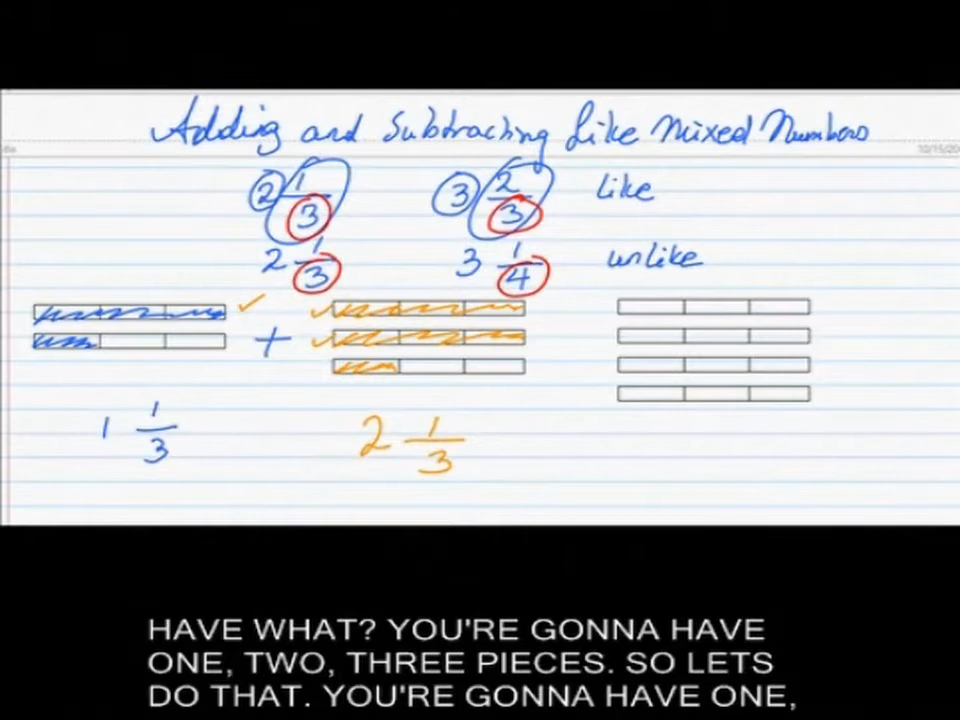 Adding and Subtracting Like Mixed Numbers
2 1/3 3 2/3 like
2 1/3 3 1/4 unlike
+
1 1/3 2 1/3
HAVE WHAT? YOU'RE GONNA HAVE
ONE, TWO, THREE PIECES. SO LETS
DO THAT. YOU'RE GONNA HAVE ONE,